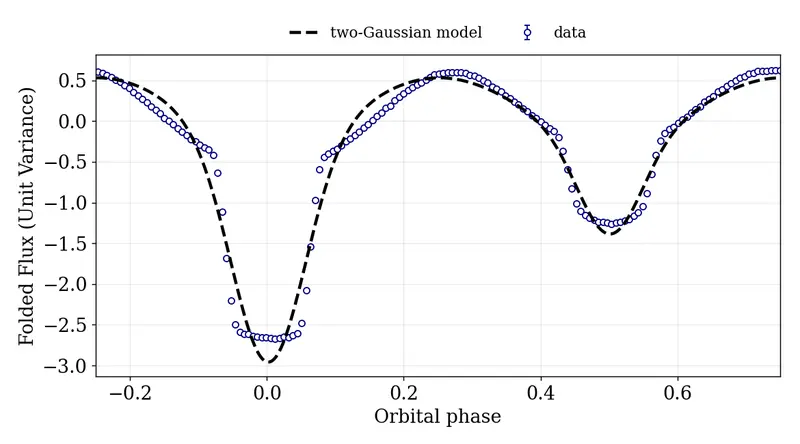 two-Gaussian model
data
Folded Flux (Unit Variance)
0.5
0.0
−0.5
−1.0
−1.5
−2.0
−2.5
−3.0
−0.2 0.0 0.2 0.4 0.6
Orbital phase